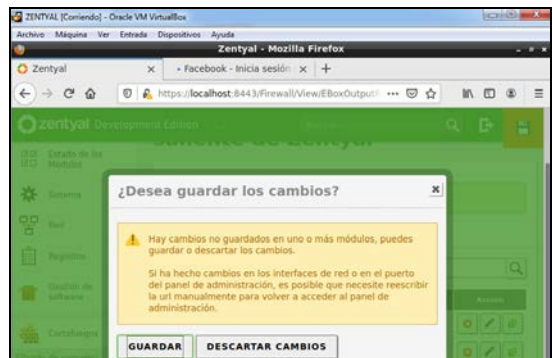 ZENTYAL [Corriendo] - Oracle VM VirtualBox
Archivo Máquina Ver Entrada Dispositivos Ayuda
Zentyal - Mozilla Firefox
Zentyal × Facebook - Inicia sesión × +
https://localhost:8443/Firewall/View/EBoxOutput
zentyal Development Edition
saliente de Zentyal
Estado de los
Módulos
Sistema
Red
Registros
Gestión de
software
Cortafuegos
Acción
¿Desea guardar los cambios? ×
Hay cambios no guardados en uno o más módulos, puedes
guardar o descartar los cambios.
Si ha hecho cambios en los interfaces de red o en el puerto
del panel de administración, es posible que necesite reescribir
la url manualmente para volver a acceder al panel de
administración.
GUARDAR DESCARTAR CAMBIOS